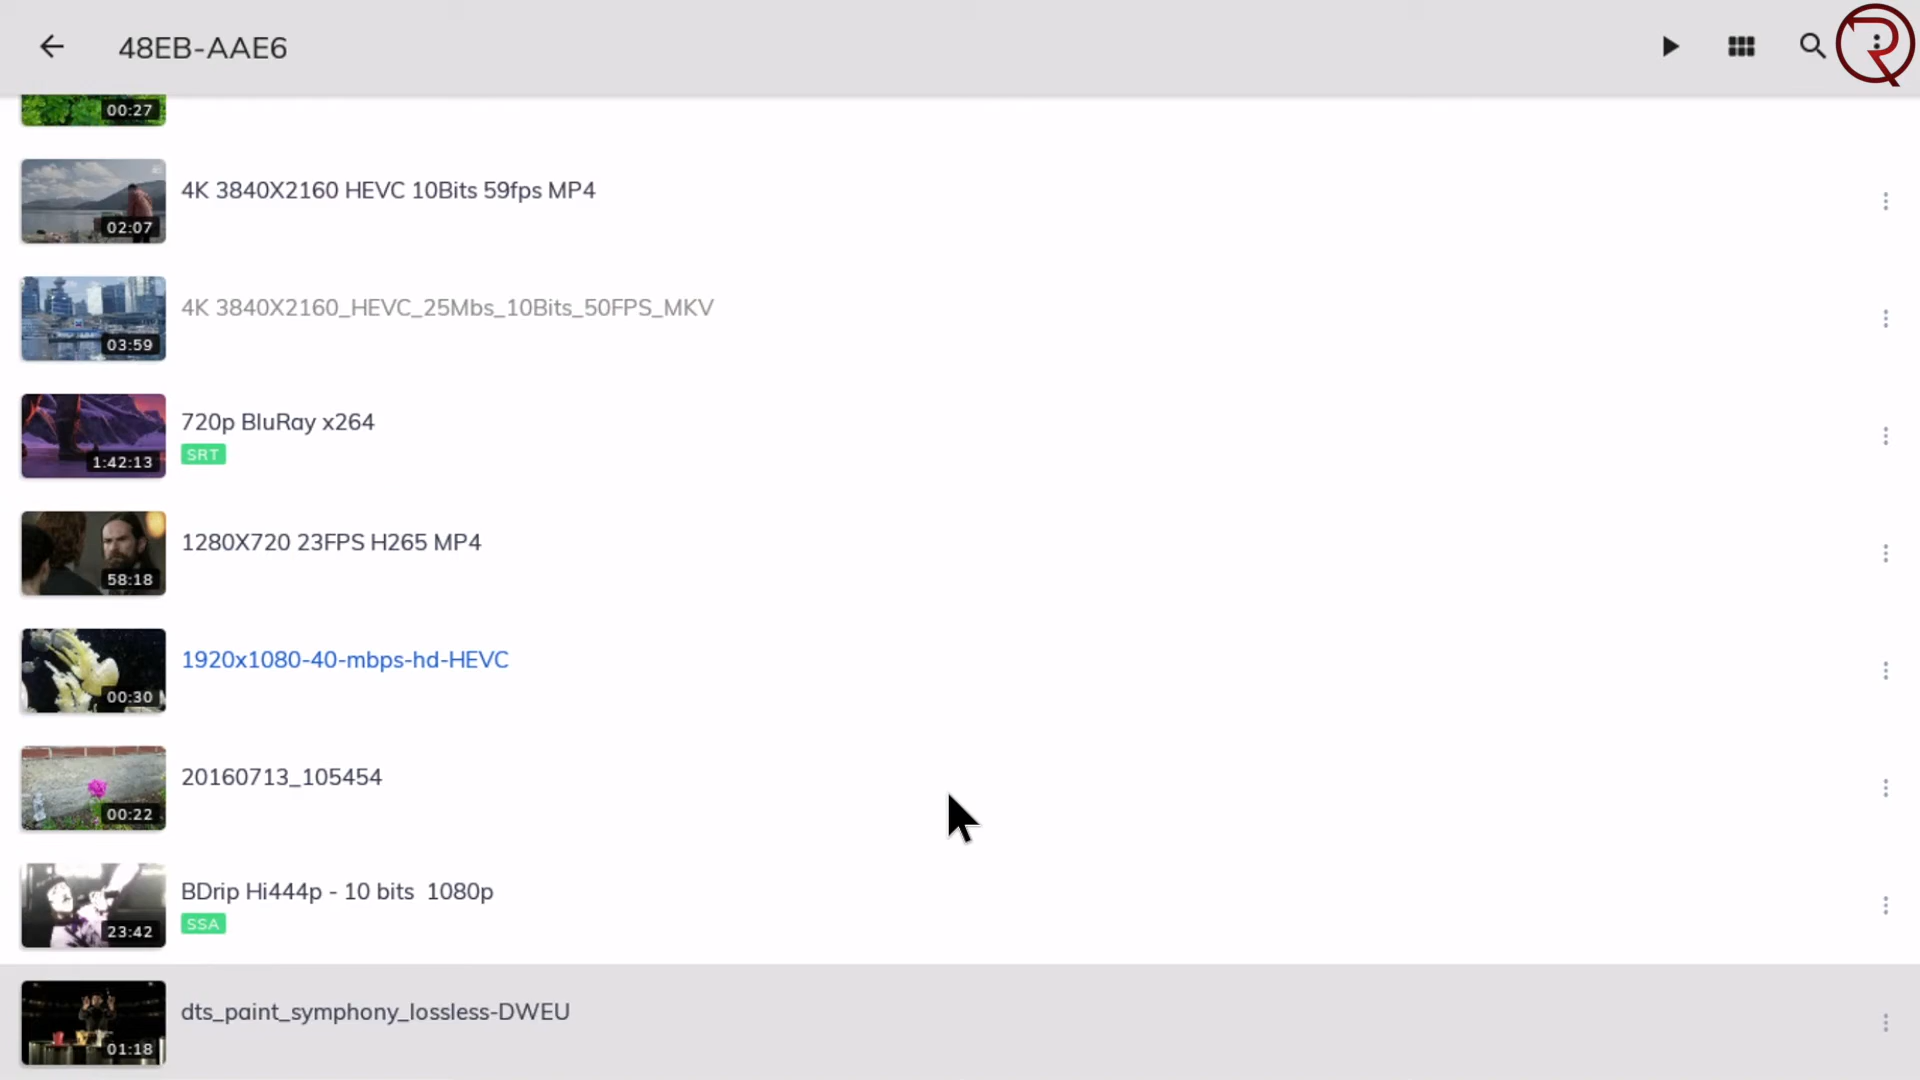 48EB-AAE6
00:27
4K 3840X2160 HEVC 10Bits 59fps MP4
02:07
4K 3840X2160_HEVC_25Mbs_10Bits_50FPS_MKV
03:59
720p BluRay x264
SRT
1:42:13
1280X720 23FPS H265 MP4
58:18
1920x1080-40-mbps-hd-HEVC
00:30
20160713_105454
00:22
BDrip Hi444p - 10 bits  1080p
SSA
23:42
dts_paint_symphony_lossless-DWEU
01:18